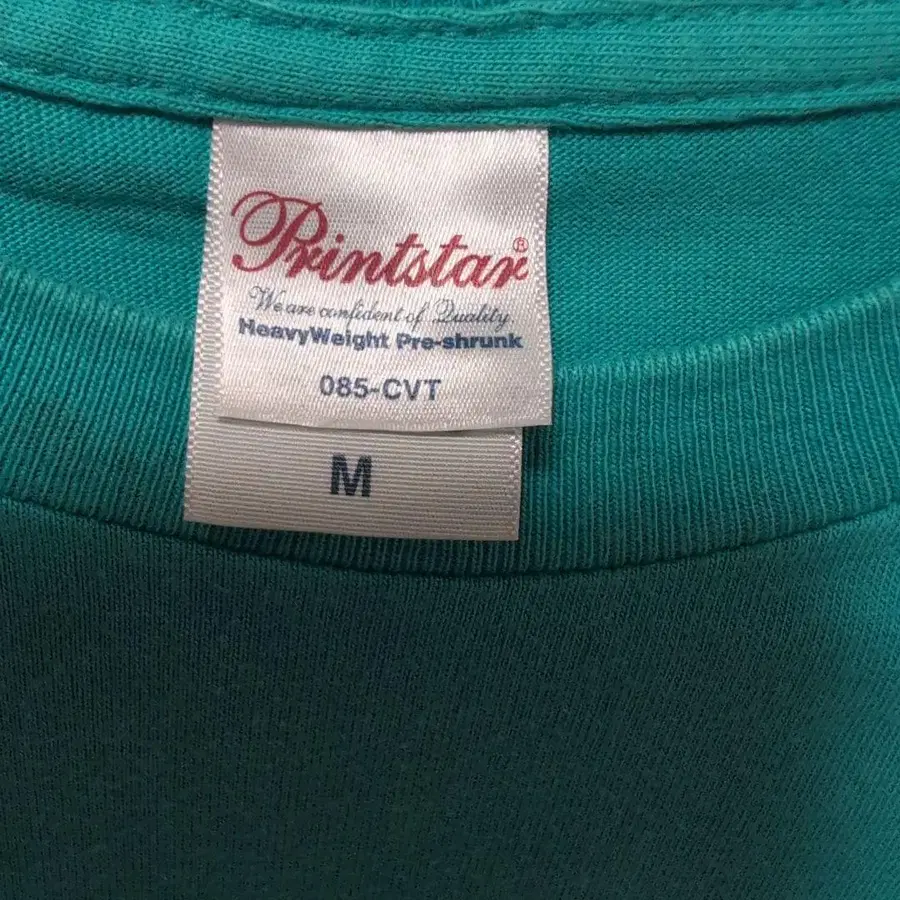 Printstar®
We are confident of Quality
HeavyWeight Pre-shrunk
085-CVT
M